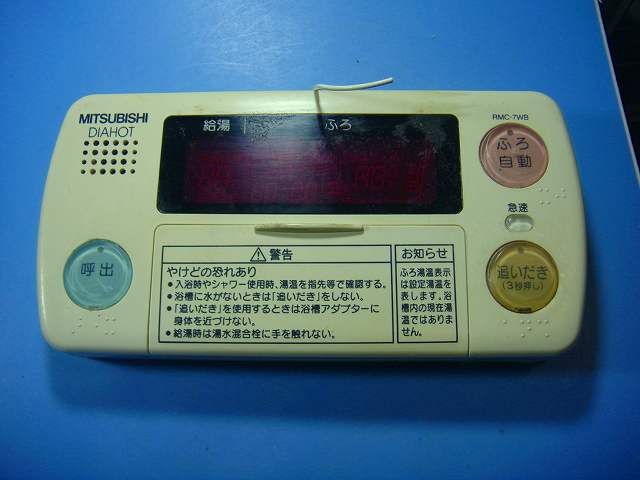 MITSUBISHI
DIAHOT
給湯
ふろ
RMC-7WB
ふろ
自動
急速
呼出
追いだき
(3秒押し)
⚠警告
やけどの恐れあり
●入浴時やシャワー使用時、湯温を指先等で確認する。
●浴槽に水がないときは「追いだき」をしない。
●「追いだき」を使用するときは浴槽アダプターに
身体を近づけない。
●給湯時は湯水混合栓に手を触れない。
お知らせ
ふろ湯温表示
は設定湯温を
表します。浴
槽内の現在湯
温ではありま
せん。